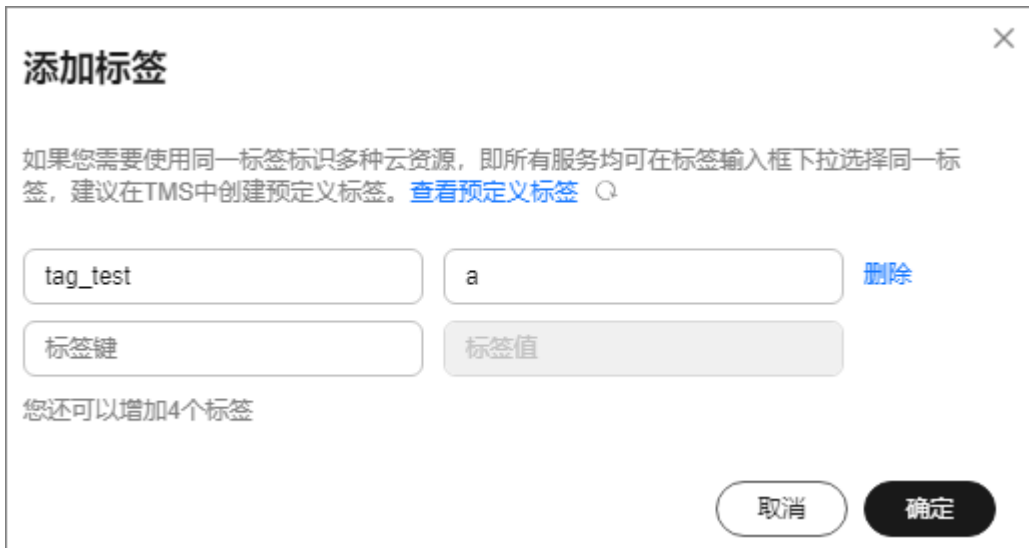 添加标签
如果您需要使用同一标签标识多种云资源，即所有服务均可在标签输入框下拉选择同一标
签，建议在TMS中创建预定义标签。查看预定义标签
tag_test a 删除
标签键 标签值
您还可以增加4个标签
取消 确定